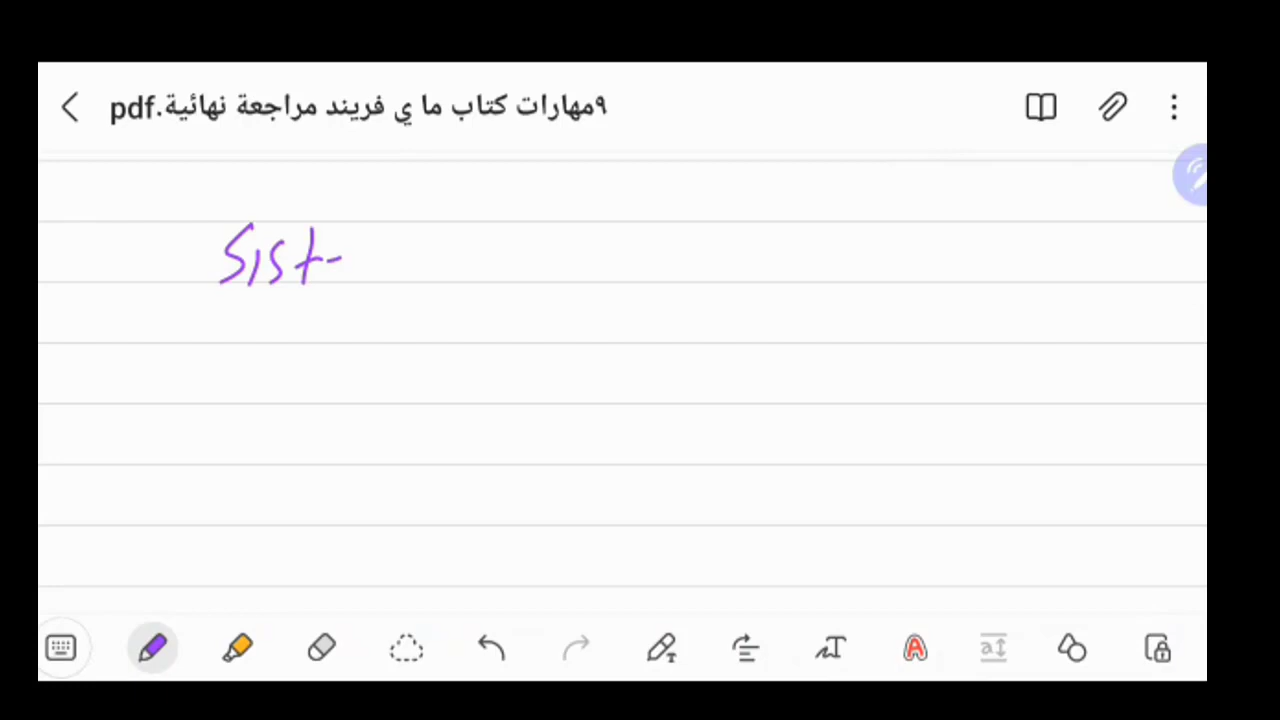 ٩مهارات كتاب ما ي فريند مراجعة نهائية.pdf
Sist-